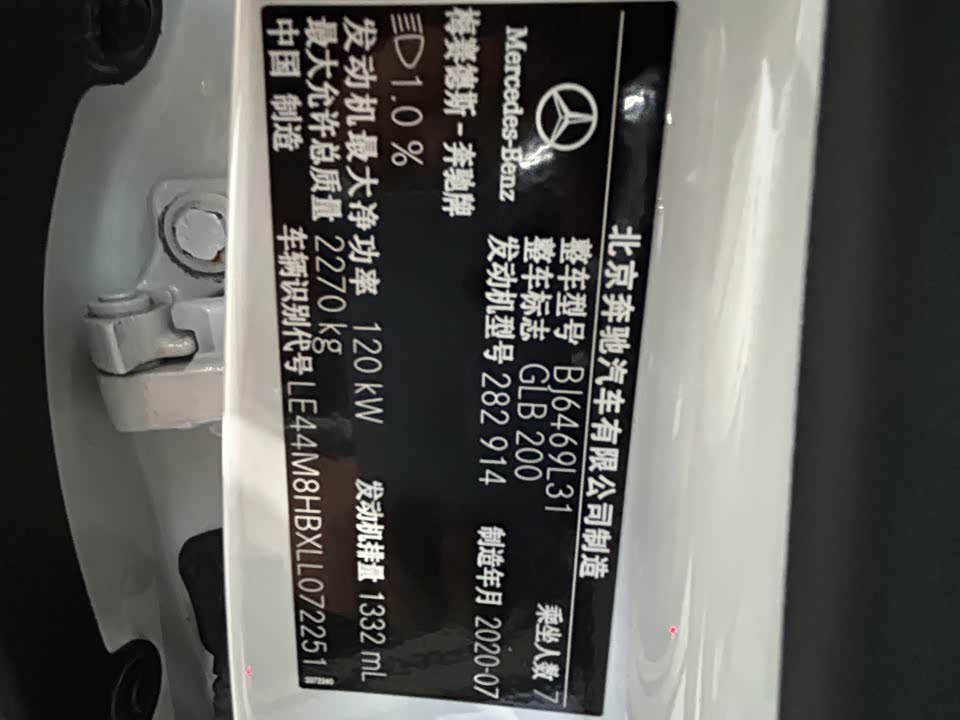 北京奔驰汽车有限公司制造
Mercedes-Benz
梅赛德斯-奔驰牌
整车型号 BJ6469L31 乘坐人数 7
整车标志 GLB 200
发动机型号 282 914 制造年月 2020-07
1.0 %
发动机最大净功率 120 kW 发动机排量 1332 mL
最大允许总质量 2270 kg
中国 制造 车辆识别代号 LE44M8HBXLL072251